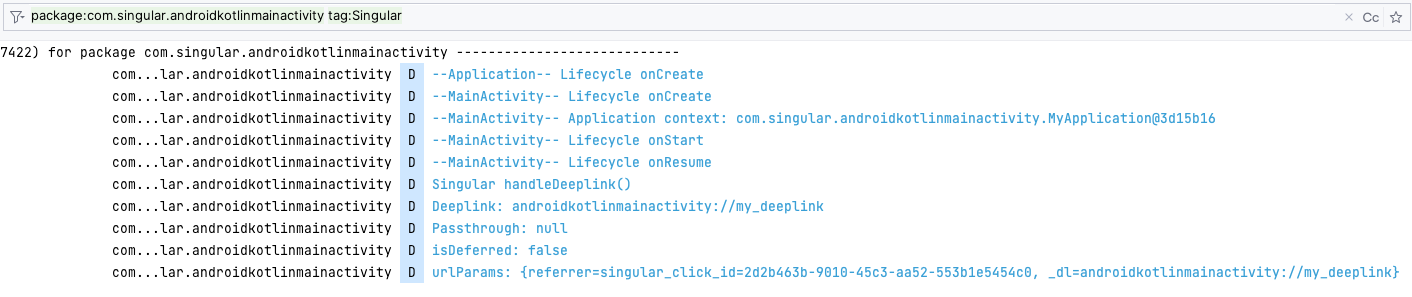 package:com.singular.androidkotlinmainactivity tag:Singular × Cc
7422) for package com.singular.androidkotlinmainactivity ----------------------------
com...lar.androidkotlinmainactivity D --Application-- Lifecycle onCreate
com...lar.androidkotlinmainactivity D --MainActivity-- Lifecycle onCreate
com...lar.androidkotlinmainactivity D --MainActivity-- Application context: com.singular.androidkotlinmainactivity.MyApplication@3d15b16
com...lar.androidkotlinmainactivity D --MainActivity-- Lifecycle onStart
com...lar.androidkotlinmainactivity D --MainActivity-- Lifecycle onResume
com...lar.androidkotlinmainactivity D Singular handleDeeplink()
com...lar.androidkotlinmainactivity D Deeplink: androidkotlinmainactivity://my_deeplink
com...lar.androidkotlinmainactivity D Passthrough: null
com...lar.androidkotlinmainactivity D isDeferred: false
com...lar.androidkotlinmainactivity D urlParams: {referrer=singular_click_id=2d2b463b-9010-45c3-aa52-553b1e5454c0, _dl=androidkotlinmainactivity://my_deeplink}